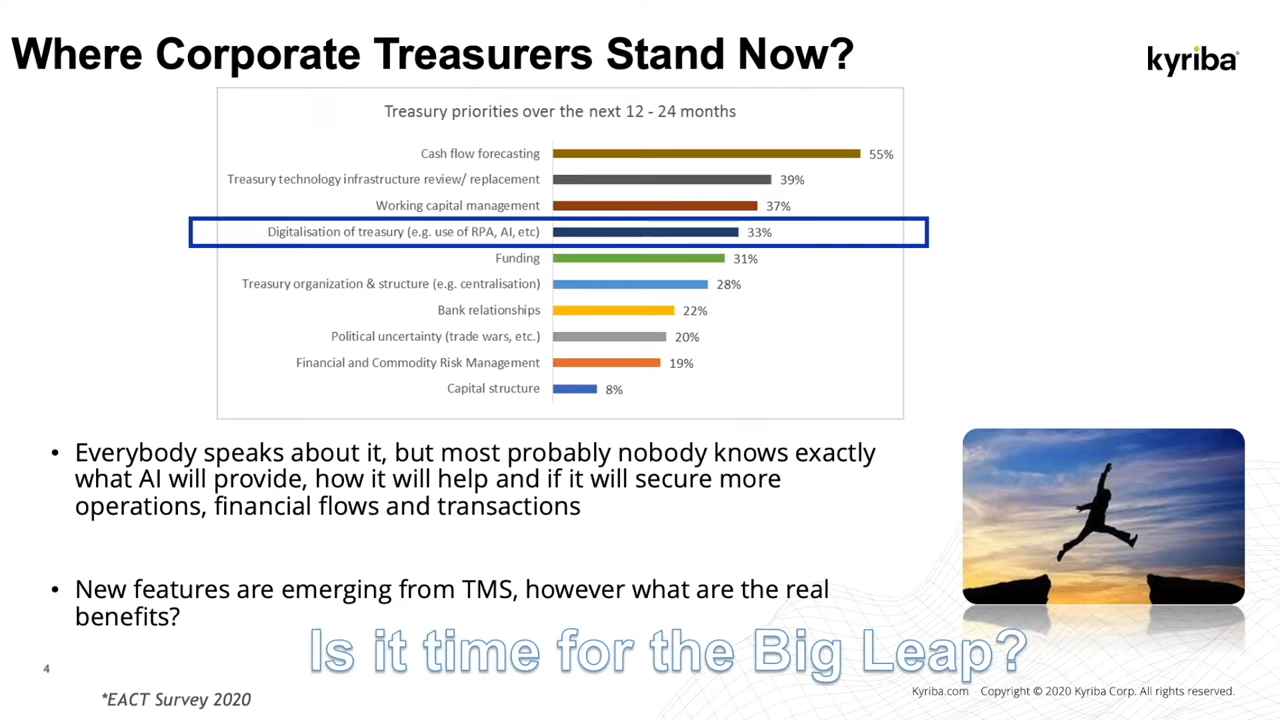 Where Corporate Treasurers Stand Now?
kyriba
Treasury priorities over the next 12 - 24 months
Cash flow forecasting 55%
Treasury technology infrastructure review/ replacement 39%
Working capital management 37%
Digitalisation of treasury (e.g. use of RPA, AI, etc) 33%
Funding 31%
Treasury organization & structure (e.g. centralisation) 28%
Bank relationships 22%
Political uncertainty (trade wars, etc.) 20%
Financial and Commodity Risk Management 19%
Capital structure 8%
• Everybody speaks about it, but most probably nobody knows exactly
what AI will provide, how it will help and if it will secure more
operations, financial flows and transactions
• New features are emerging from TMS, however what are the real
benefits?
Is it time for the Big Leap?
4
*EACT Survey 2020
Kyriba.com Copyright © 2020 Kyriba Corp. All rights reserved.